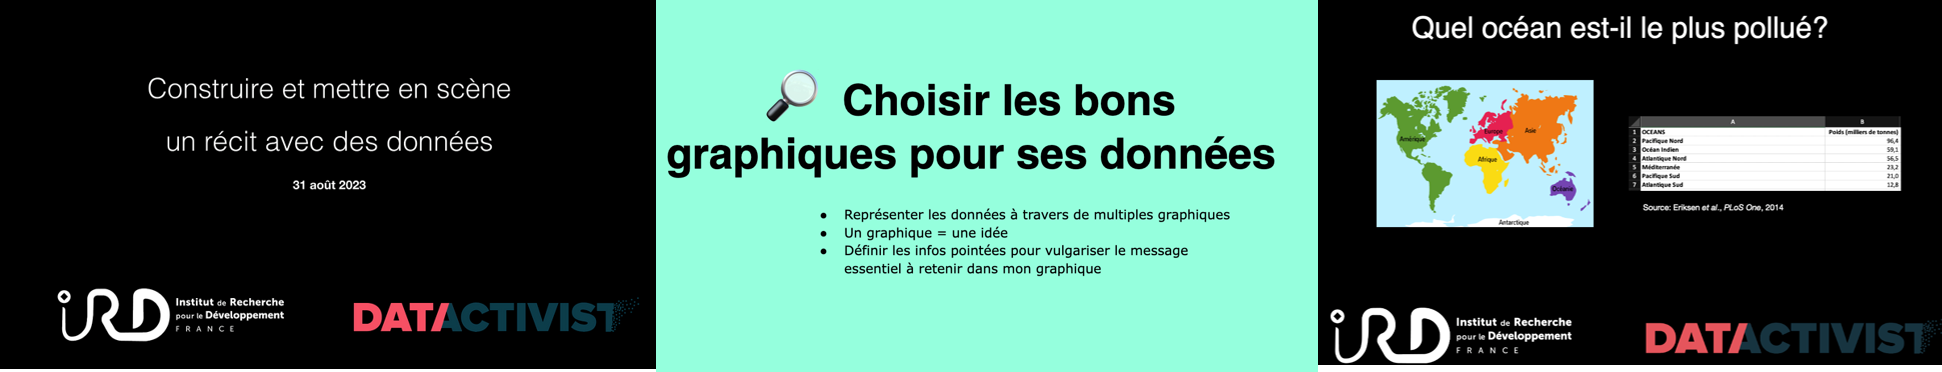 Construire et mettre en scène
un récit avec des données
31 août 2023
iRD Institut de Recherche
pour le Développement
FRANCE
DATACTIVIST
Choisir les bons
graphiques pour ses données
● Représenter les données à travers de multiples graphiques
● Un graphique = une idée
● Définir les infos pointées pour vulgariser le message
essentiel à retenir dans mon graphique
Quel océan est-il le plus pollué?
Amérique
Europe
Asie
Afrique
Océanie
Antarctique
A B
1 OCEANS Poids (milliers de tonnes)
2 Pacifique Nord 96,4
3 Océan Indien 59,1
4 Atlantique Nord 56,5
5 Méditerranée 23,2
6 Pacifique Sud 21,0
7 Atlantique Sud 12,8
Source: Eriksen et al., PLoS One, 2014
iRD Institut de Recherche
pour le Développement
FRANCE
DATACTIVIST